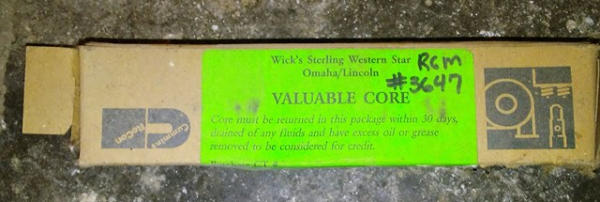 Wick's Sterling Western Star
Omaha/Lincoln
RGM
#3647
VALUABLE CORE
Core must be returned in this package within 30 days,
drained of any fluids and have excess oil or grease
removed to be considered for credit.
Cummins
ReCon